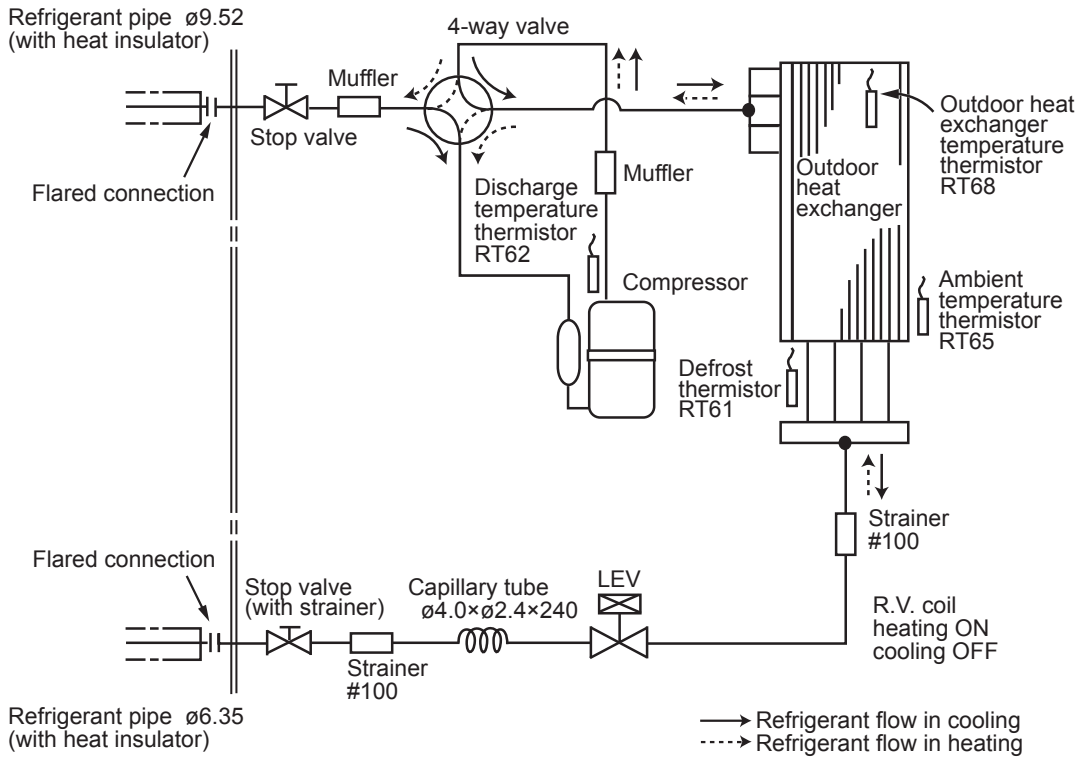 Refrigerant pipe ø9.52
(with heat insulator)
4-way valve
Muffler
Stop valve
Flared connection
Discharge
temperature
thermistor
RT62
Muffler
Compressor
Outdoor
heat
exchanger
Outdoor heat
exchanger
temperature
thermistor
RT68
Ambient
temperature
thermistor
RT65
Defrost
thermistor
RT61
Strainer
#100
Flared connection
Stop valve
(with strainer)
Capillary tube
ø4.0×ø2.4×240
LEV
Strainer
#100
R.V. coil
heating ON
cooling OFF
Refrigerant pipe ø6.35
(with heat insulator)
Refrigerant flow in cooling
Refrigerant flow in heating